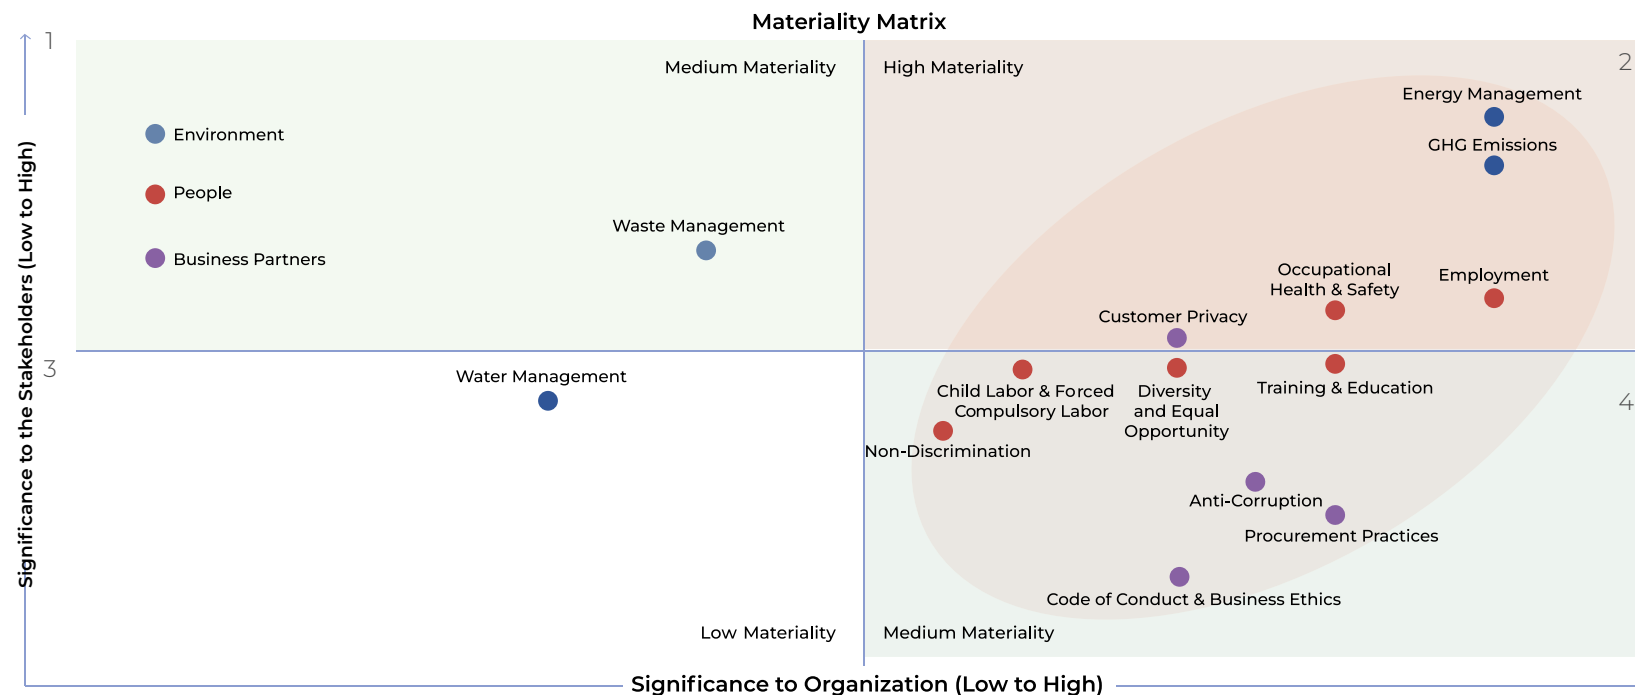 Materiality Matrix
1
Medium Materiality
High Materiality
2
Energy Management
Environment
GHG Emissions
People
Waste Management
Business Partners
Occupational
Health & Safety
Employment
Customer Privacy
3
Water Management
Child Labor & Forced
Compulsory Labor
Diversity
and Equal
Opportunity
Training & Education
4
Non-Discrimination
Anti-Corruption
Procurement Practices
Code of Conduct & Business Ethics
Low Materiality
Medium Materiality
Significance to the Stakeholders (Low to High)
Significance to Organization (Low to High)